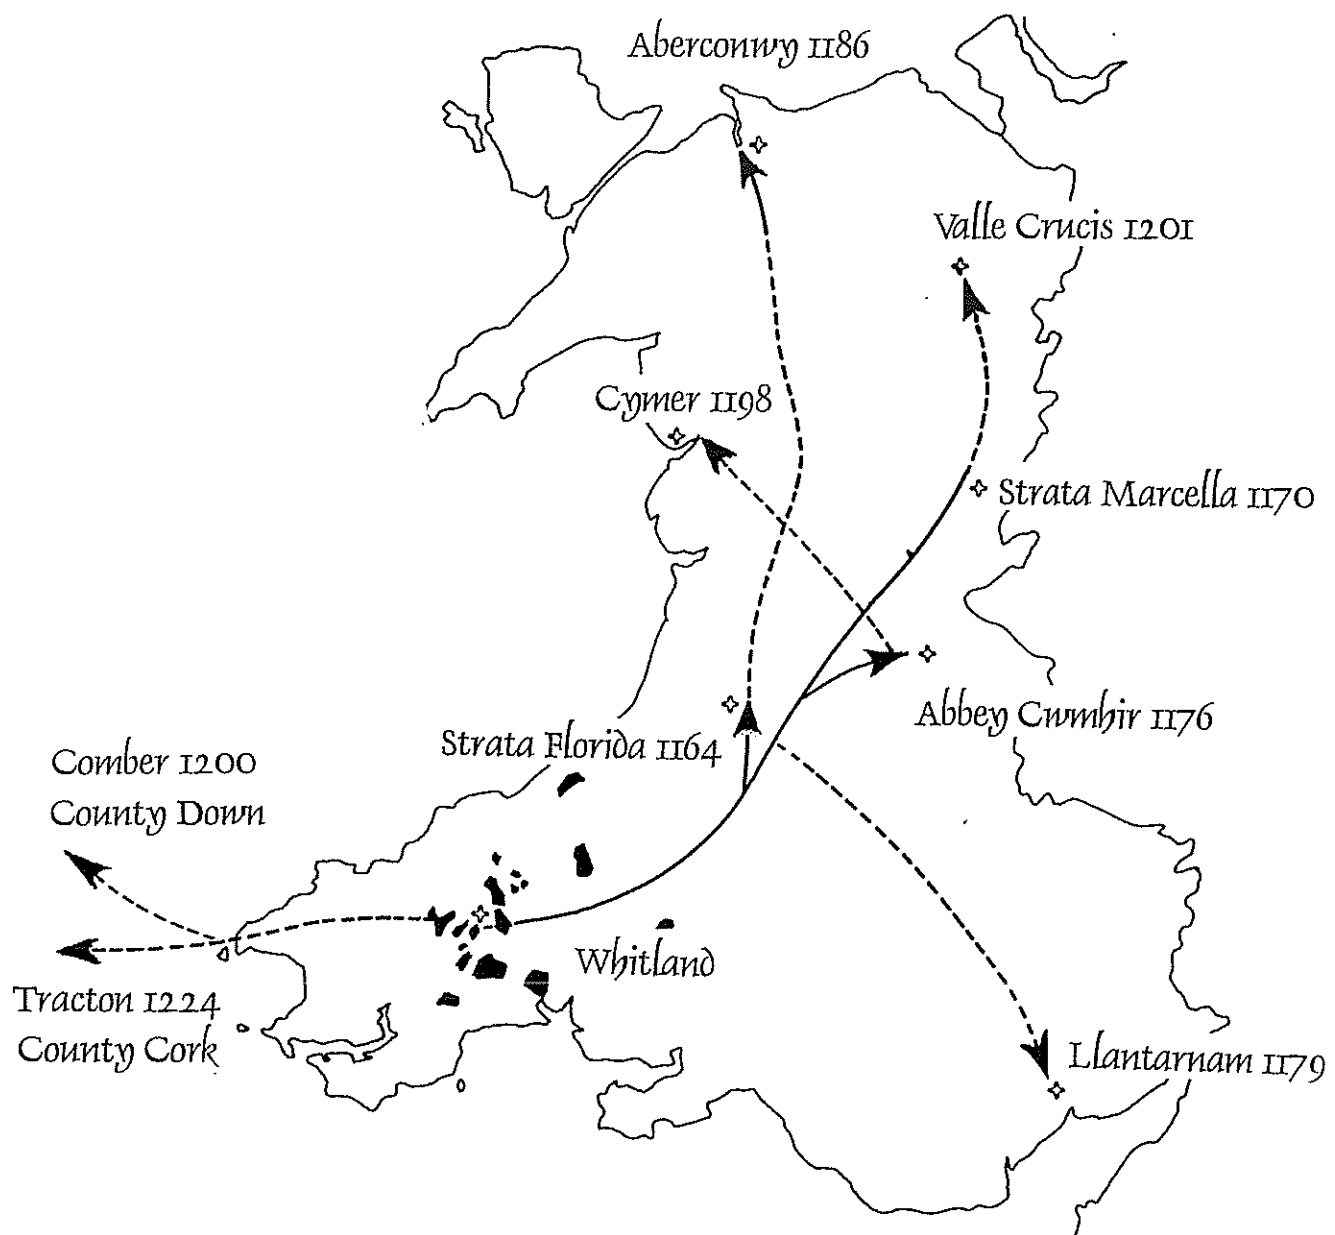 Aberconwy 1186
Valle Crucis 1201
Cymer 1198
Strata Marcella 1170
Abbey Cwmhir 1176
Strata Florida 1164
Comber 1200
County Down
Whitland
Tracton 1224
County Cork
Llantarnam 1179